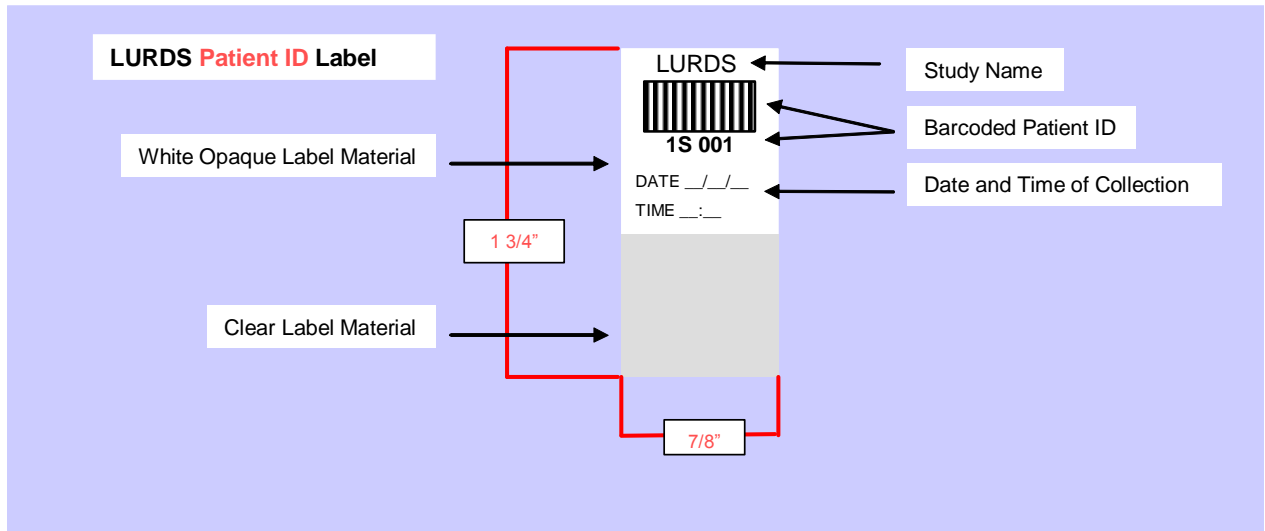 LURDS Patient ID Label
White Opaque Label Material
1 3/4”
Clear Label Material
LURDS
1S 001
DATE __/__/__
TIME __:__
7/8”
Study Name
Barcoded Patient ID
Date and Time of Collection